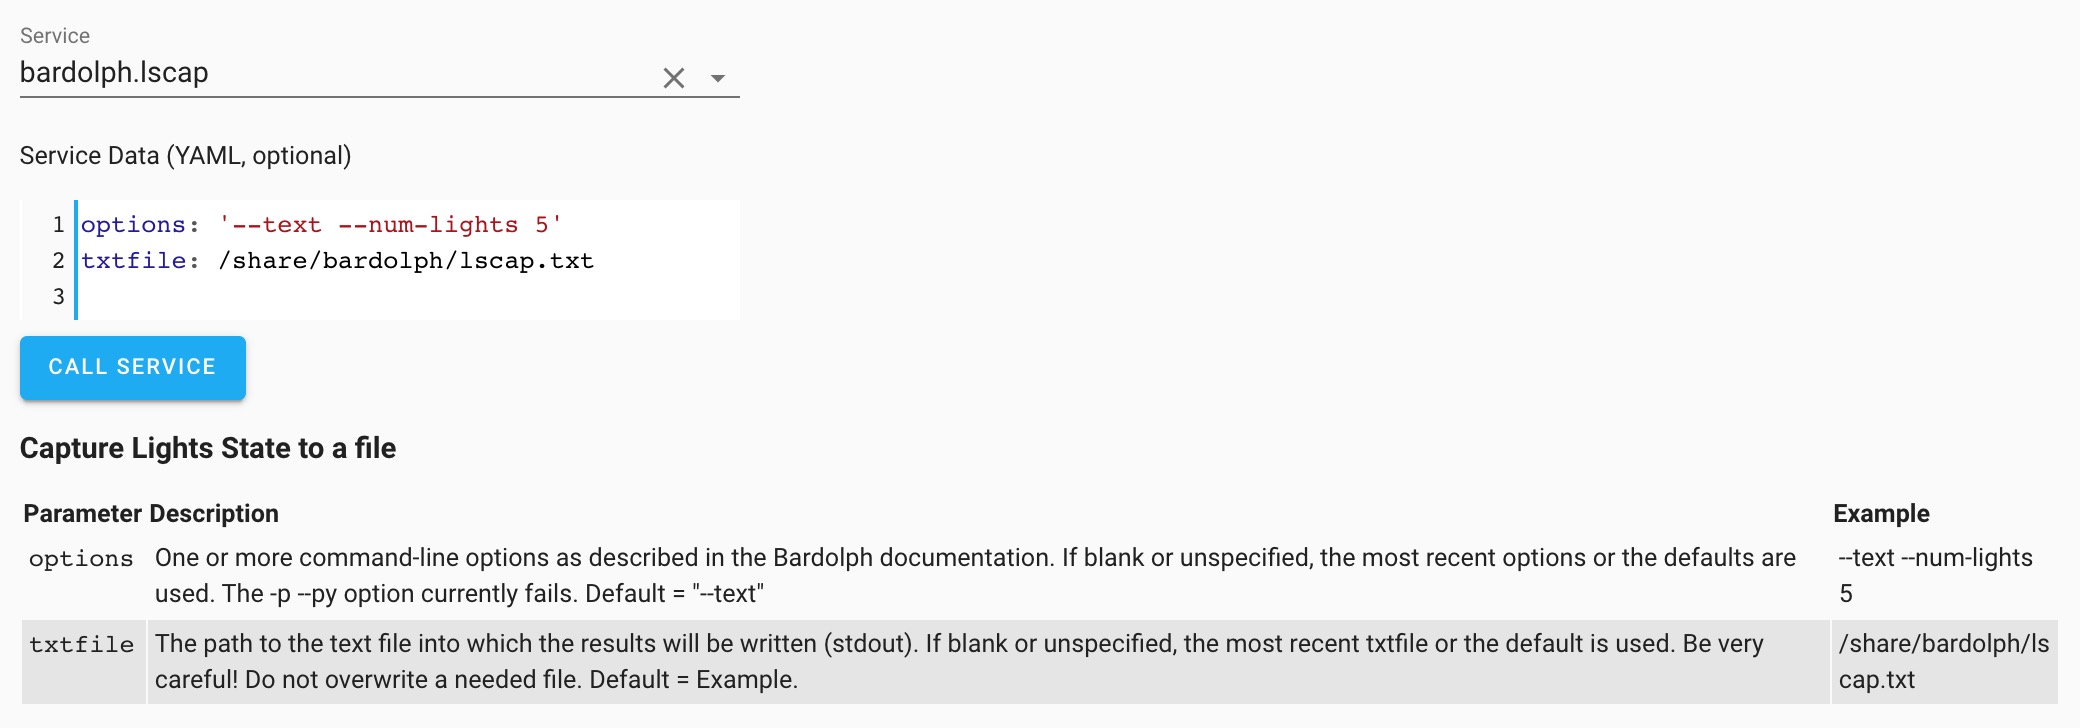 Service
bardolph.lscap
Service Data (YAML, optional)
1 options: '--text --num-lights 5'
2 txtfile: /share/bardolph/lscap.txt
3
CALL SERVICE
Capture Lights State to a file
Parameter Description Example
options One or more command-line options as described in the Bardolph documentation. If blank or unspecified, the most recent options or the defaults are --text --num-lights
used. The -p --py option currently fails. Default = "--text" 5
txtfile The path to the text file into which the results will be written (stdout). If blank or unspecified, the most recent txtfile or the default is used. Be very /share/bardolph/ls
careful! Do not overwrite a needed file. Default = Example. cap.txt